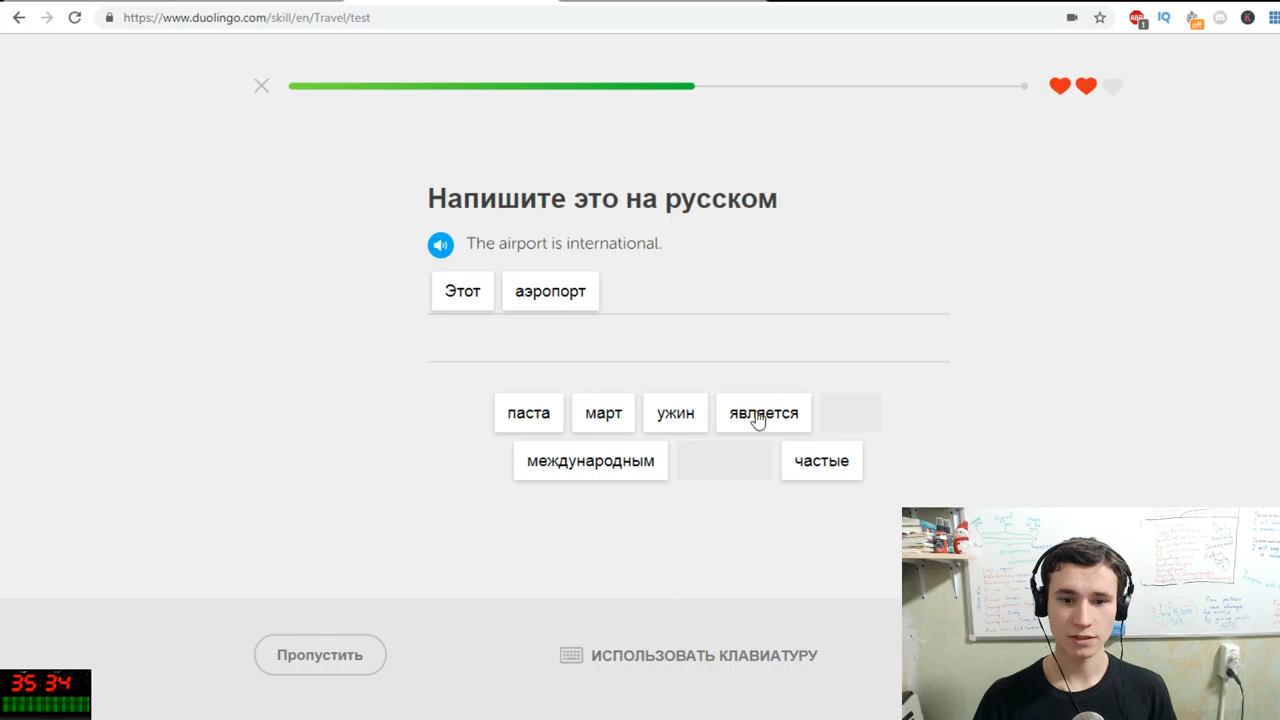 https://www.duolingo.com/skill/en/Travel/test
Напишите это на русском
The airport is international.
Этот аэропорт
паста март ужин является
международным частые
Пропустить
ИСПОЛЬЗОВАТЬ КЛАВИАТУРУ
35 34